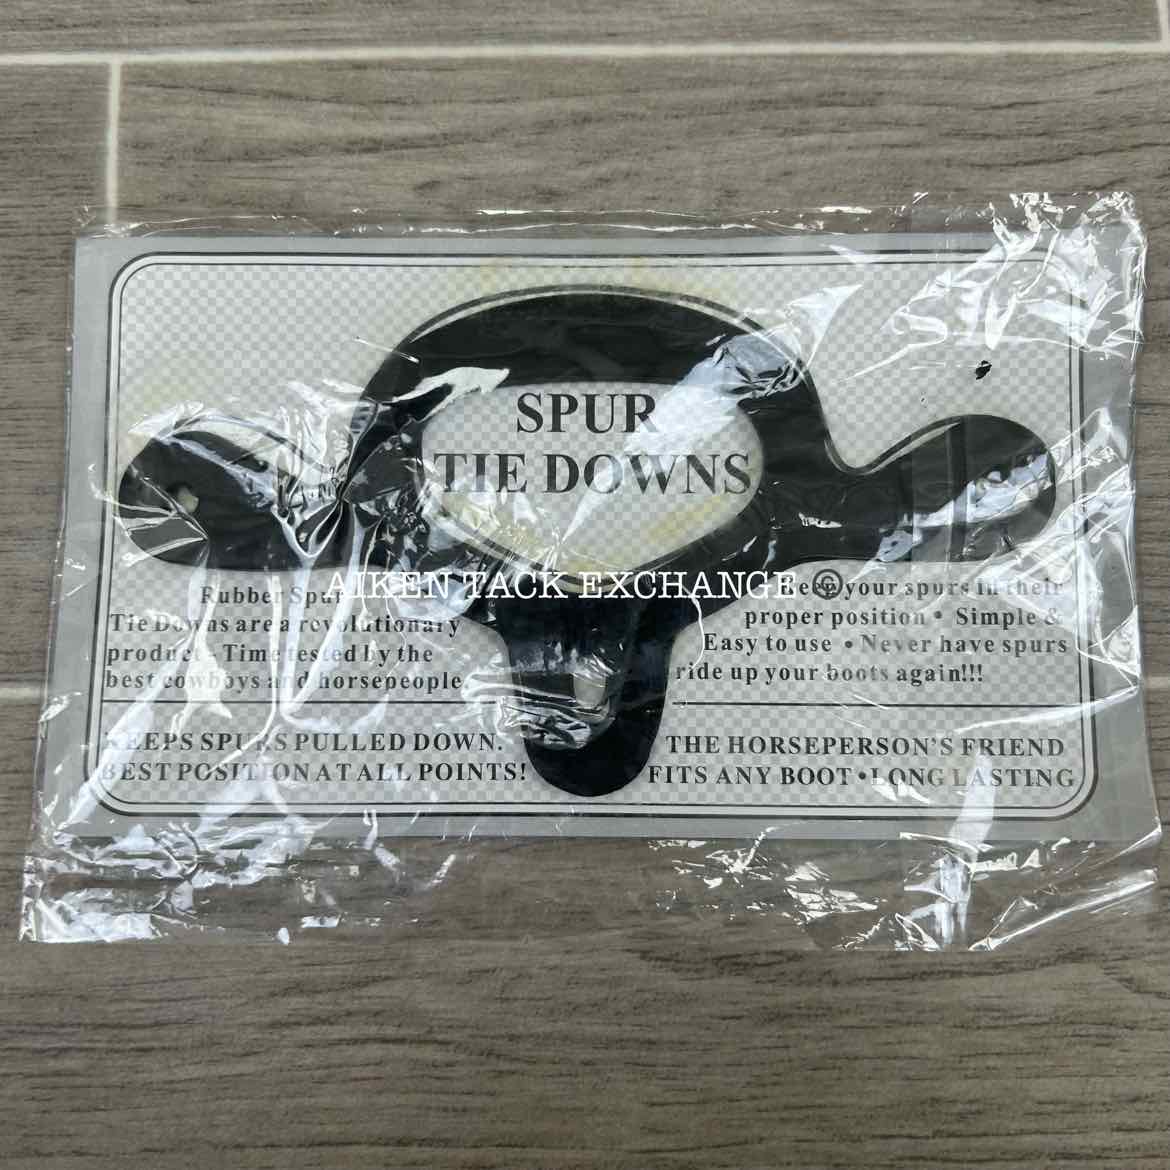 SPUR
TIE DOWNS
AIKEN TACK EXCHANGE
Rubber Spur
Tie Downs are a revolutionary
product - Time tested by the
best cowboys and horsepeople.
Keep your spurs in their
proper position • Simple &
Easy to use • Never have spurs
ride up your boots again!!!
KEEPS SPURS PULLED DOWN.
BEST POSITION AT ALL POINTS!
THE HORSEPERSON'S FRIEND
FITS ANY BOOT • LONG LASTING